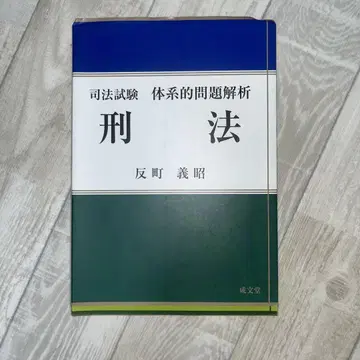 司法試験 体系的問題解析
刑 法
反町 義昭
成文堂